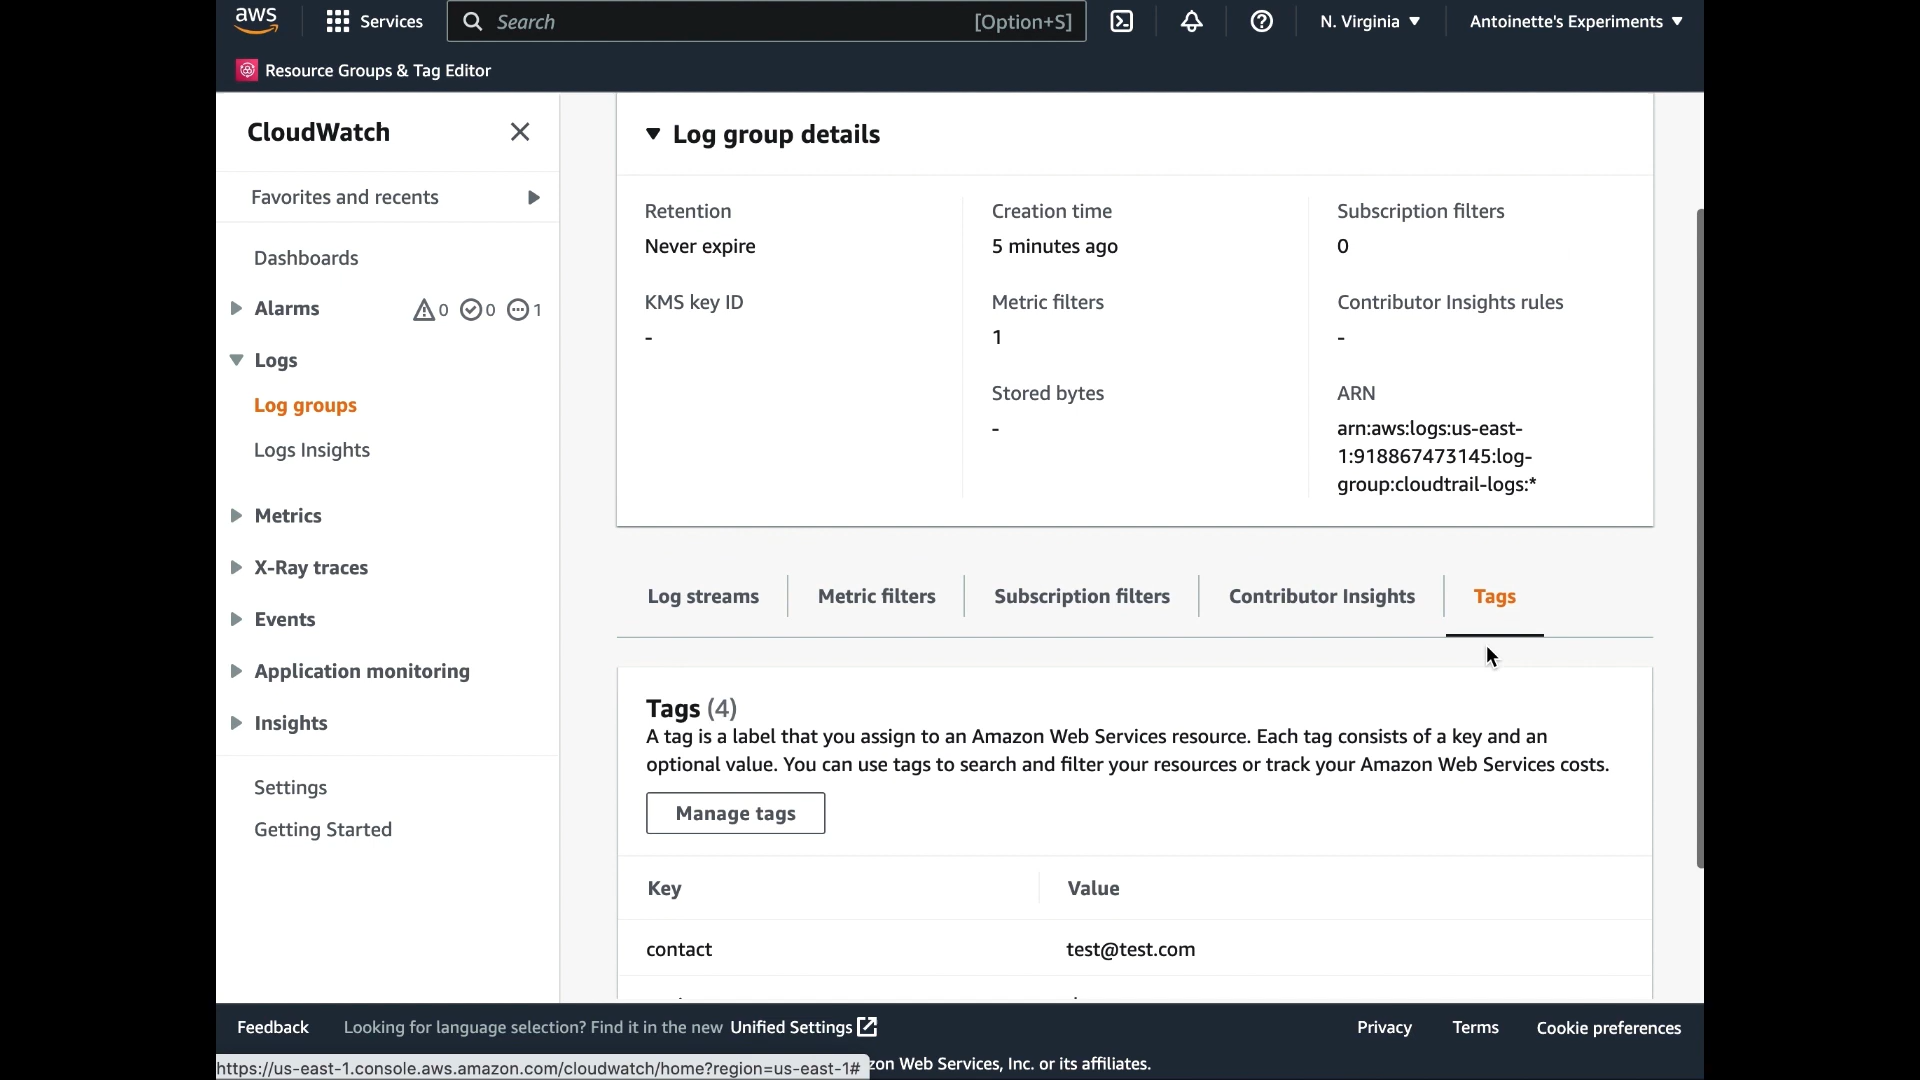 aws
Services
Search
[Option+S]
N. Virginia
Antoinette's Experiments
Resource Groups & Tag Editor
CloudWatch
Favorites and recents
Dashboards
Alarms
0
0
1
Logs
Log groups
Logs Insights
Metrics
X-Ray traces
Events
Application monitoring
Insights
Settings
Getting Started
Log group details
Retention
Never expire
KMS key ID
-
Creation time
5 minutes ago
Metric filters
1
Stored bytes
-
Subscription filters
0
Contributor Insights rules
-
ARN
arn:aws:logs:us-east-
1:918867473145:log-
group:cloudtrail-logs:*
Log streams
Metric filters
Subscription filters
Contributor Insights
Tags
Tags (4)
A tag is a label that you assign to an Amazon Web Services resource. Each tag consists of a key and an
optional value. You can use tags to search and filter your resources or track your Amazon Web Services costs.
Manage tags
Key
Value
contact
test@test.com
Feedback
Looking for language selection? Find it in the new Unified Settings
Privacy
Terms
Cookie preferences
https://us-east-1.console.aws.amazon.com/cloudwatch/home?region=us-east-1#
Web Services, Inc. or its affiliates.